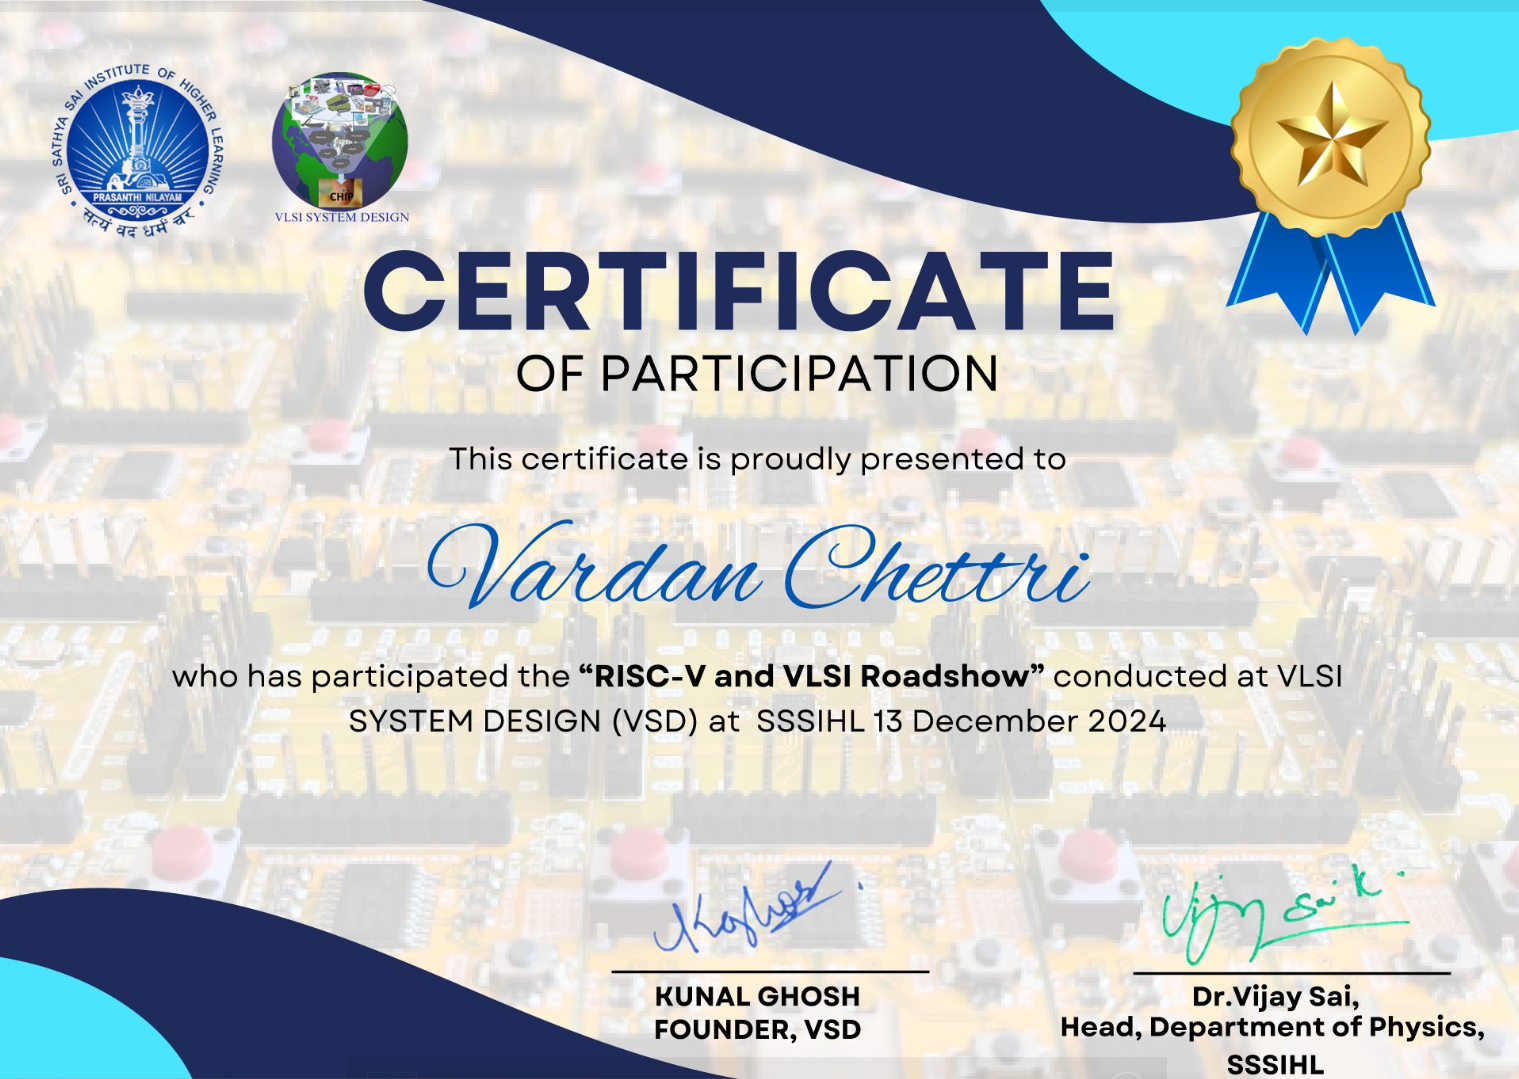 SRI SATHYA SAI INSTITUTE OF HIGHER LEARNING
PRASANTHI NILAYAM
सत्यं वद धर्मं चर
CHIP
VLSI SYSTEM DESIGN
CERTIFICATE
OF PARTICIPATION
This certificate is proudly presented to
Vardan Chettri
who has participated the “RISC-V and VLSI Roadshow” conducted at VLSI
SYSTEM DESIGN (VSD) at SSSIHL 13 December 2024
Vijay Sai K.
KUNAL GHOSH
FOUNDER, VSD
Dr.Vijay Sai,
Head, Department of Physics,
SSSIHL